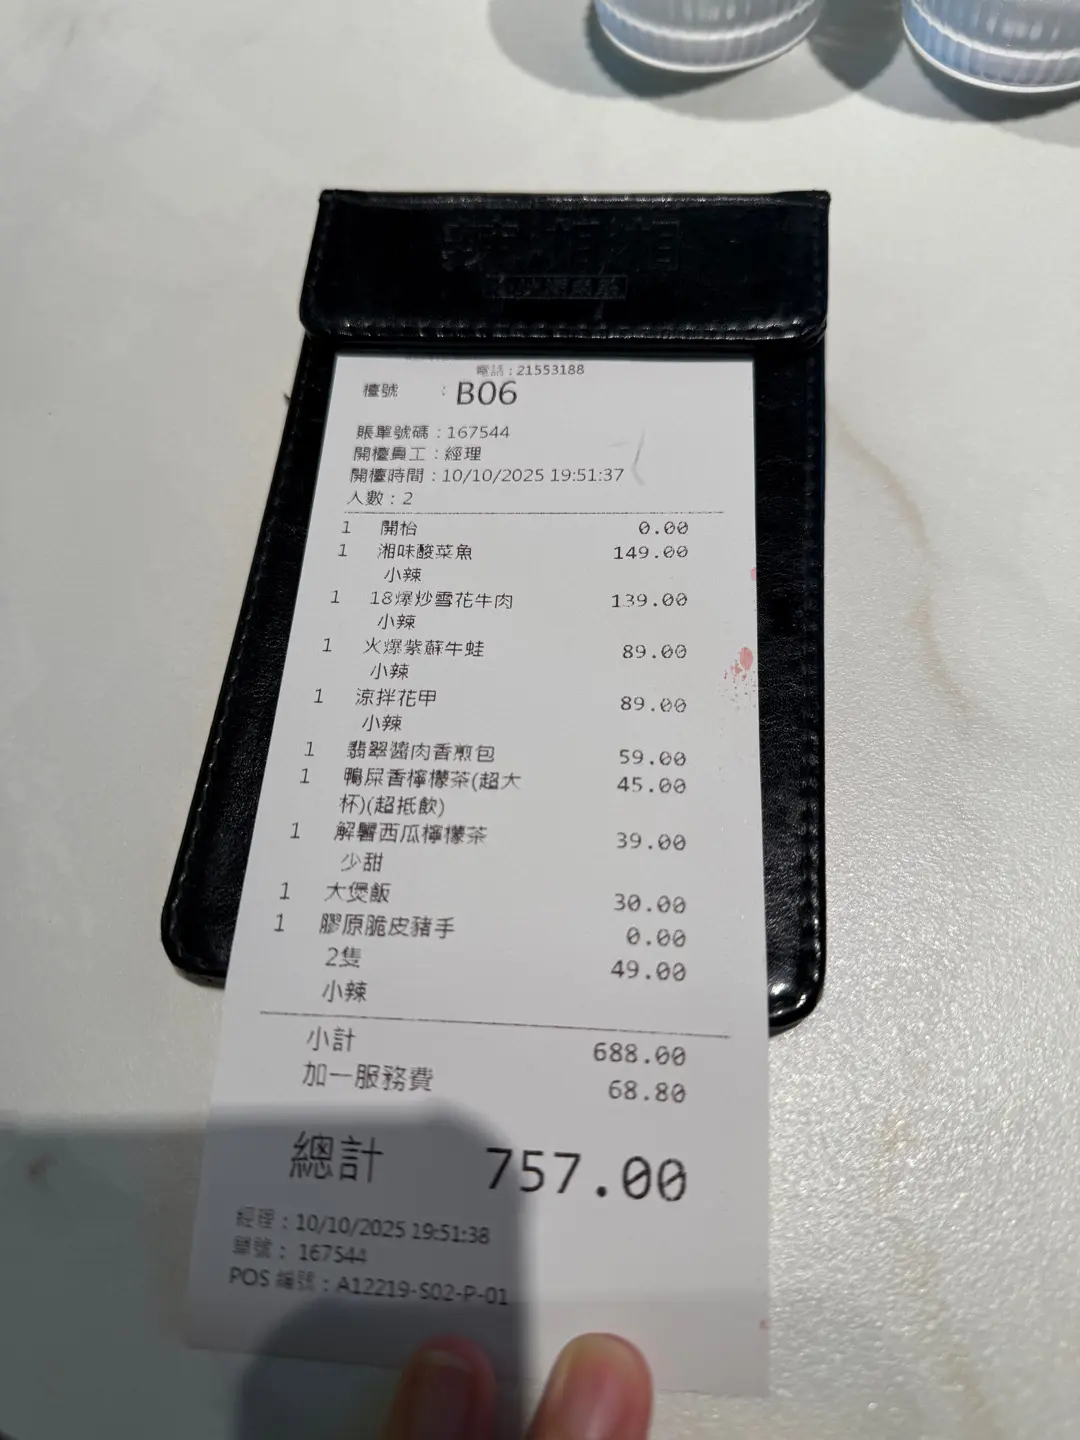 電話：21553188
檯號 ：B06
賬單號碼：167544
開檯員工：經理
開檯時間：10/10/2025 19:51:37
人數：2
1 開枱 0.00
1 湘味酸菜魚 149.00
小辣
1 18爆炒雪花牛肉 139.00
小辣
1 火爆紫蘇牛蛙 89.00
小辣
1 涼拌花甲 89.00
小辣
1 翡翠醬肉香煎包 59.00
1 鴨屎香檸檬茶(超大 45.00
杯)(超抵飲)
1 解暑西瓜檸檬茶 39.00
少甜
1 大煲飯 30.00
1 膠原脆皮豬手 0.00
2隻 49.00
小辣
小計 688.00
加一服務費 68.80
總計 757.00
經理：10/10/2025 19:51:38
單號： 167544
POS 編號：A12219-S02-P-01